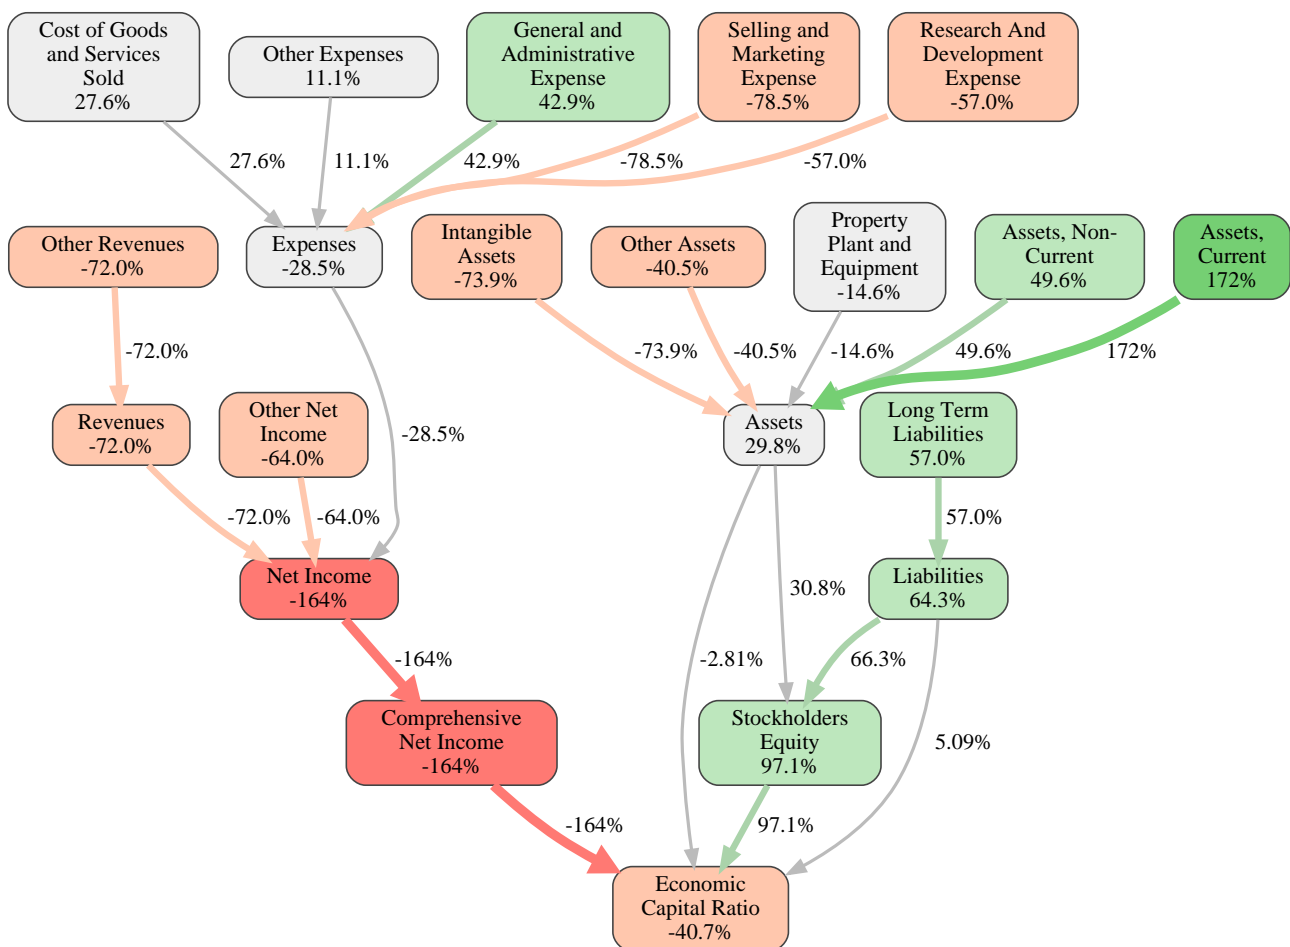 Cost of Goods
and Services
Sold
27.6%
Other Expenses
11.1%
General and
Administrative
Expense
42.9%
Selling and
Marketing
Expense
-78.5%
Research And
Development
Expense
-57.0%
27.6%
11.1%
42.9%
-78.5%
-57.0%
Other Revenues
-72.0%
Expenses
-28.5%
Intangible
Assets
-73.9%
Other Assets
-40.5%
Property
Plant and
Equipment
-14.6%
Assets, Non-
Current
49.6%
Assets,
Current
172%
-72.0%
-73.9%
-40.5%
-14.6%
49.6%
172%
Revenues
-72.0%
Other Net
Income
-64.0%
-28.5%
Assets
29.8%
Long Term
Liabilities
57.0%
-72.0%
-64.0%
57.0%
Net Income
-164%
30.8%
Liabilities
64.3%
-164%
-2.81%
66.3%
Comprehensive
Net Income
-164%
Stockholders
Equity
97.1%
5.09%
-164%
97.1%
Economic
Capital Ratio
-40.7%